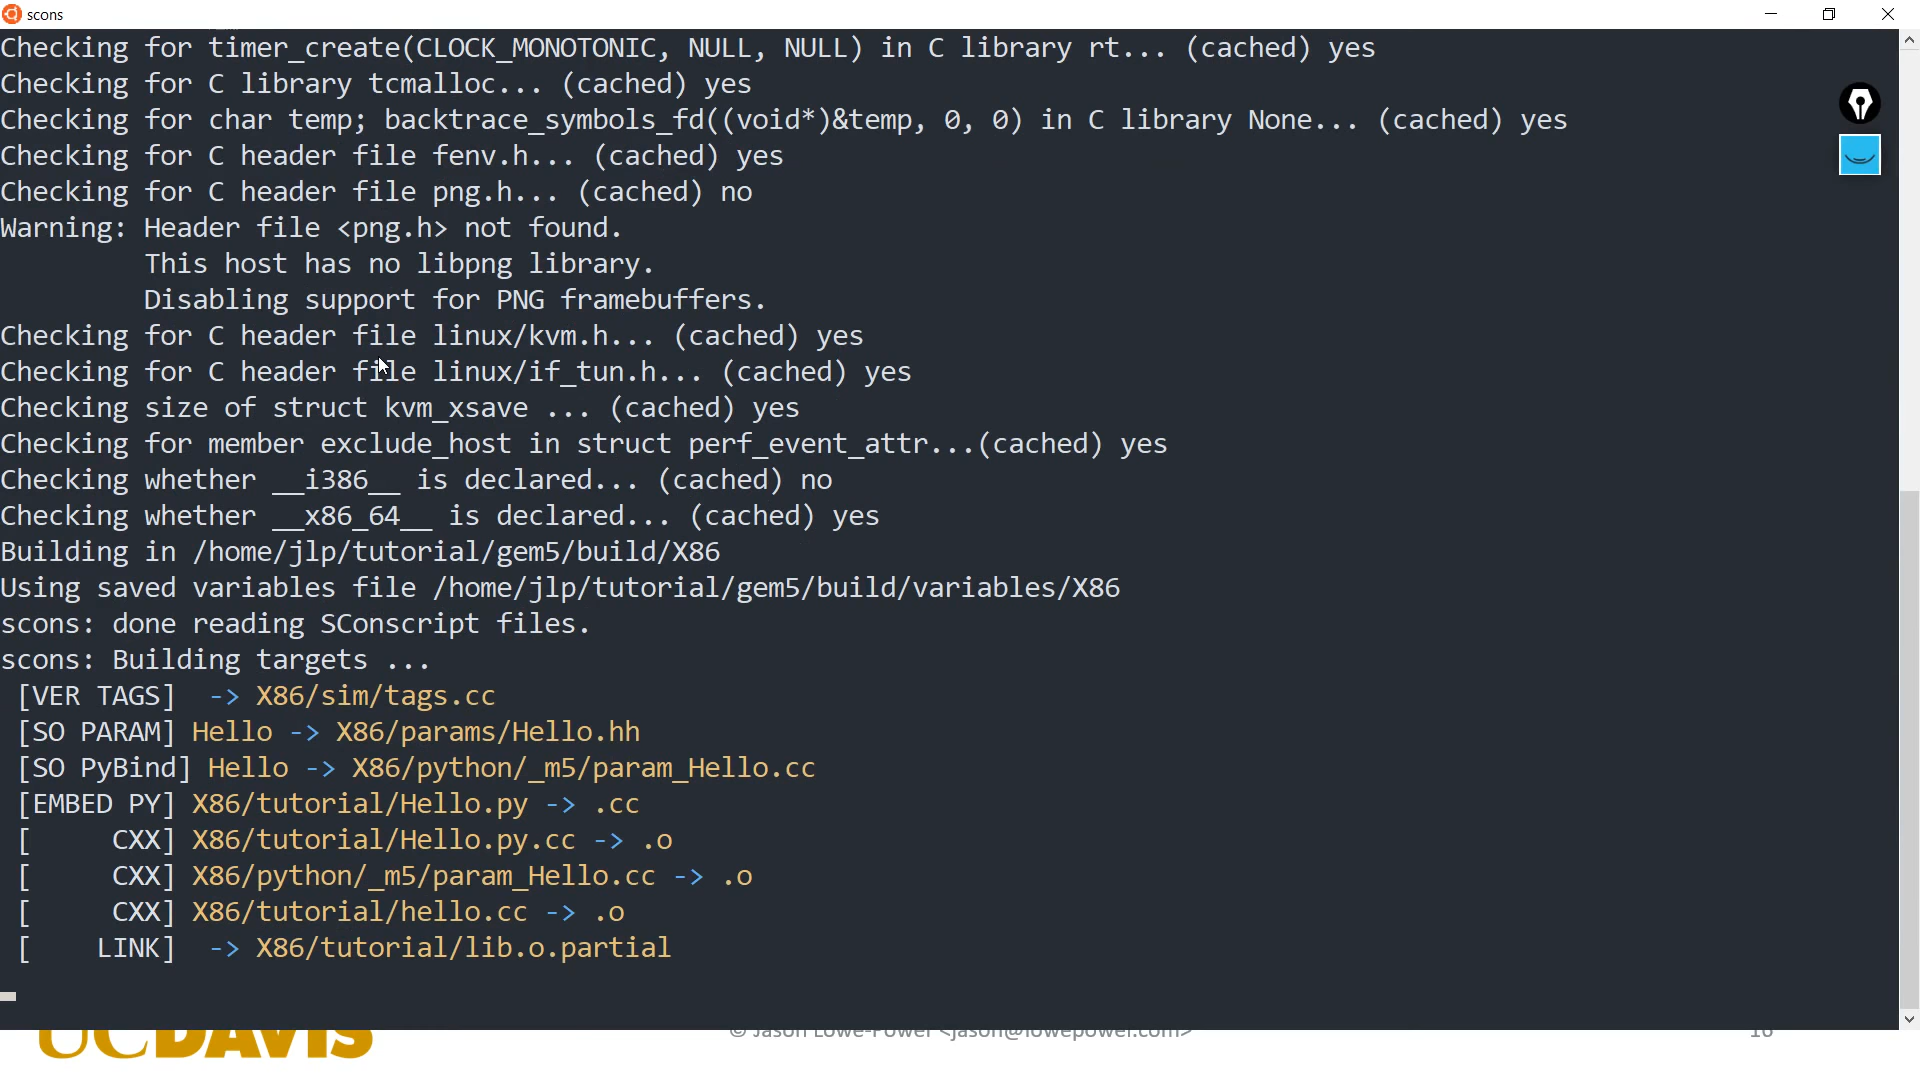 scons
Checking for timer_create(CLOCK_MONOTONIC, NULL, NULL) in C library rt... (cached) yes
Checking for C library tcmalloc... (cached) yes
Checking for char temp; backtrace_symbols_fd((void*)&temp, 0, 0) in C library None... (cached) yes
Checking for C header file fenv.h... (cached) yes
Checking for C header file png.h... (cached) no
Warning: Header file <png.h> not found.
This host has no libpng library.
Disabling support for PNG framebuffers.
Checking for C header file linux/kvm.h... (cached) yes
Checking for C header file linux/if_tun.h... (cached) yes
Checking size of struct kvm_xsave ... (cached) yes
Checking for member exclude_host in struct perf_event_attr...(cached) yes
Checking whether __i386__ is declared... (cached) no
Checking whether __x86_64__ is declared... (cached) yes
Building in /home/jlp/tutorial/gem5/build/X86
Using saved variables file /home/jlp/tutorial/gem5/build/variables/X86
scons: done reading SConscript files.
scons: Building targets ...
[VER TAGS]  -> X86/sim/tags.cc
[SO PARAM] Hello -> X86/params/Hello.hh
[SO PyBind] Hello -> X86/python/_m5/param_Hello.cc
[EMBED PY] X86/tutorial/Hello.py -> .cc
[     CXX] X86/tutorial/Hello.py.cc -> .o
[     CXX] X86/python/_m5/param_Hello.cc -> .o
[     CXX] X86/tutorial/hello.cc -> .o
[    LINK]  -> X86/tutorial/lib.o.partial
UCDAVIS
© Jason Lowe-Power <jason@lowepower.com>
16